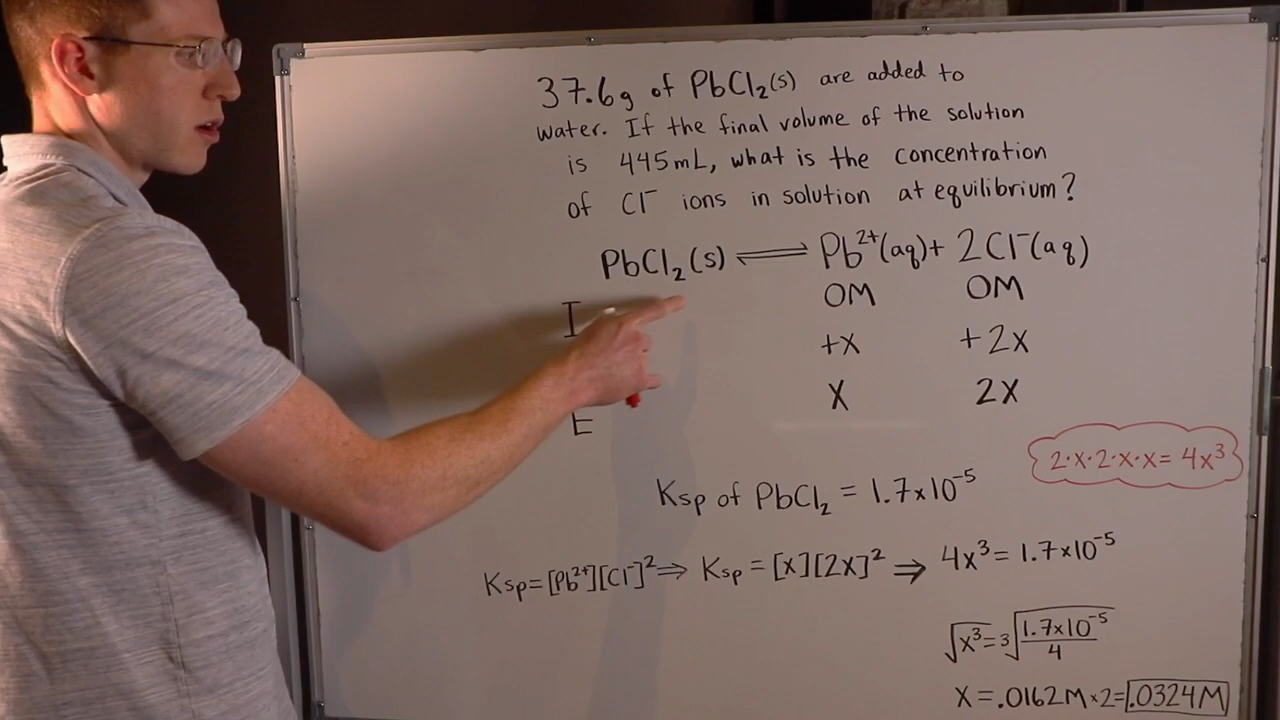 37.6g of PbCl₂(s) are added to
water. If the final volume of the solution
is 445mL, what is the concentration
of Cl⁻ ions in solution at equilibrium?
PbCl₂(s) ⇌ Pb²⁺(aq)+ 2Cl⁻(aq)
I OM OM
+X +2X
E X 2X
2·X·2·X·X= 4X³
Ksp of PbCl₂ = 1.7x10⁻⁵
Ksp=[Pb²⁺][Cl⁻]²⇒ Ksp = [X][2X]² ⇒ 4X³ = 1.7x10⁻⁵
√X³ = ³√1.7x10⁻⁵/4
X = .0162M×2= .0324M